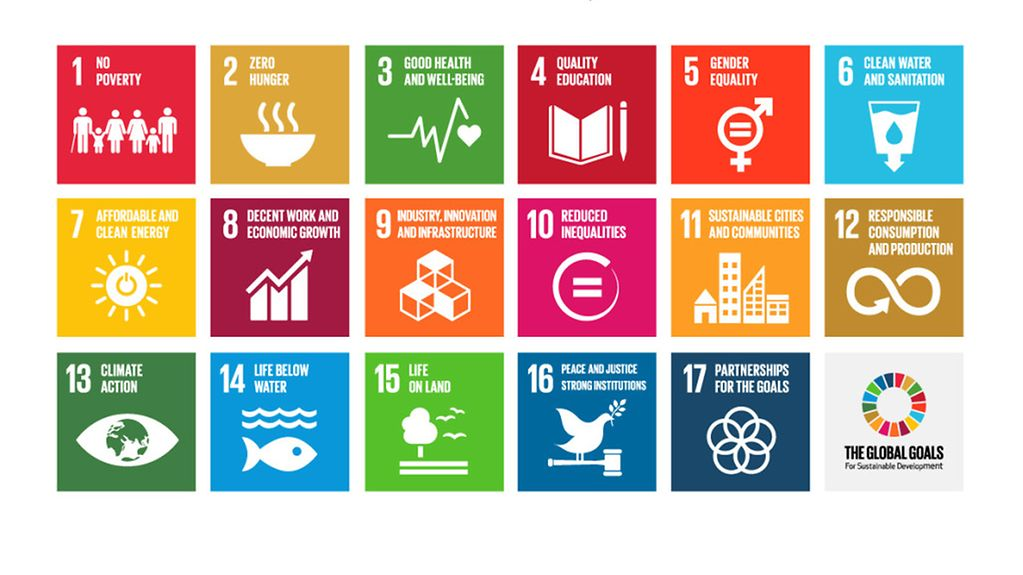 1 NO
POVERTY
2 ZERO
HUNGER
3 GOOD HEALTH
AND WELL-BEING
4 QUALITY
EDUCATION
5 GENDER
EQUALITY
6 CLEAN WATER
AND SANITATION
7 AFFORDABLE AND
CLEAN ENERGY
8 DECENT WORK AND
ECONOMIC GROWTH
9 INDUSTRY, INNOVATION
AND INFRASTRUCTURE
10 REDUCED
INEQUALITIES
11 SUSTAINABLE CITIES
AND COMMUNITIES
12 RESPONSIBLE
CONSUMPTION
AND PRODUCTION
13 CLIMATE
ACTION
14 LIFE BELOW
WATER
15 LIFE
ON LAND
16 PEACE AND JUSTICE
STRONG INSTITUTIONS
17 PARTNERSHIPS
FOR THE GOALS
THE GLOBAL GOALS
For Sustainable Development